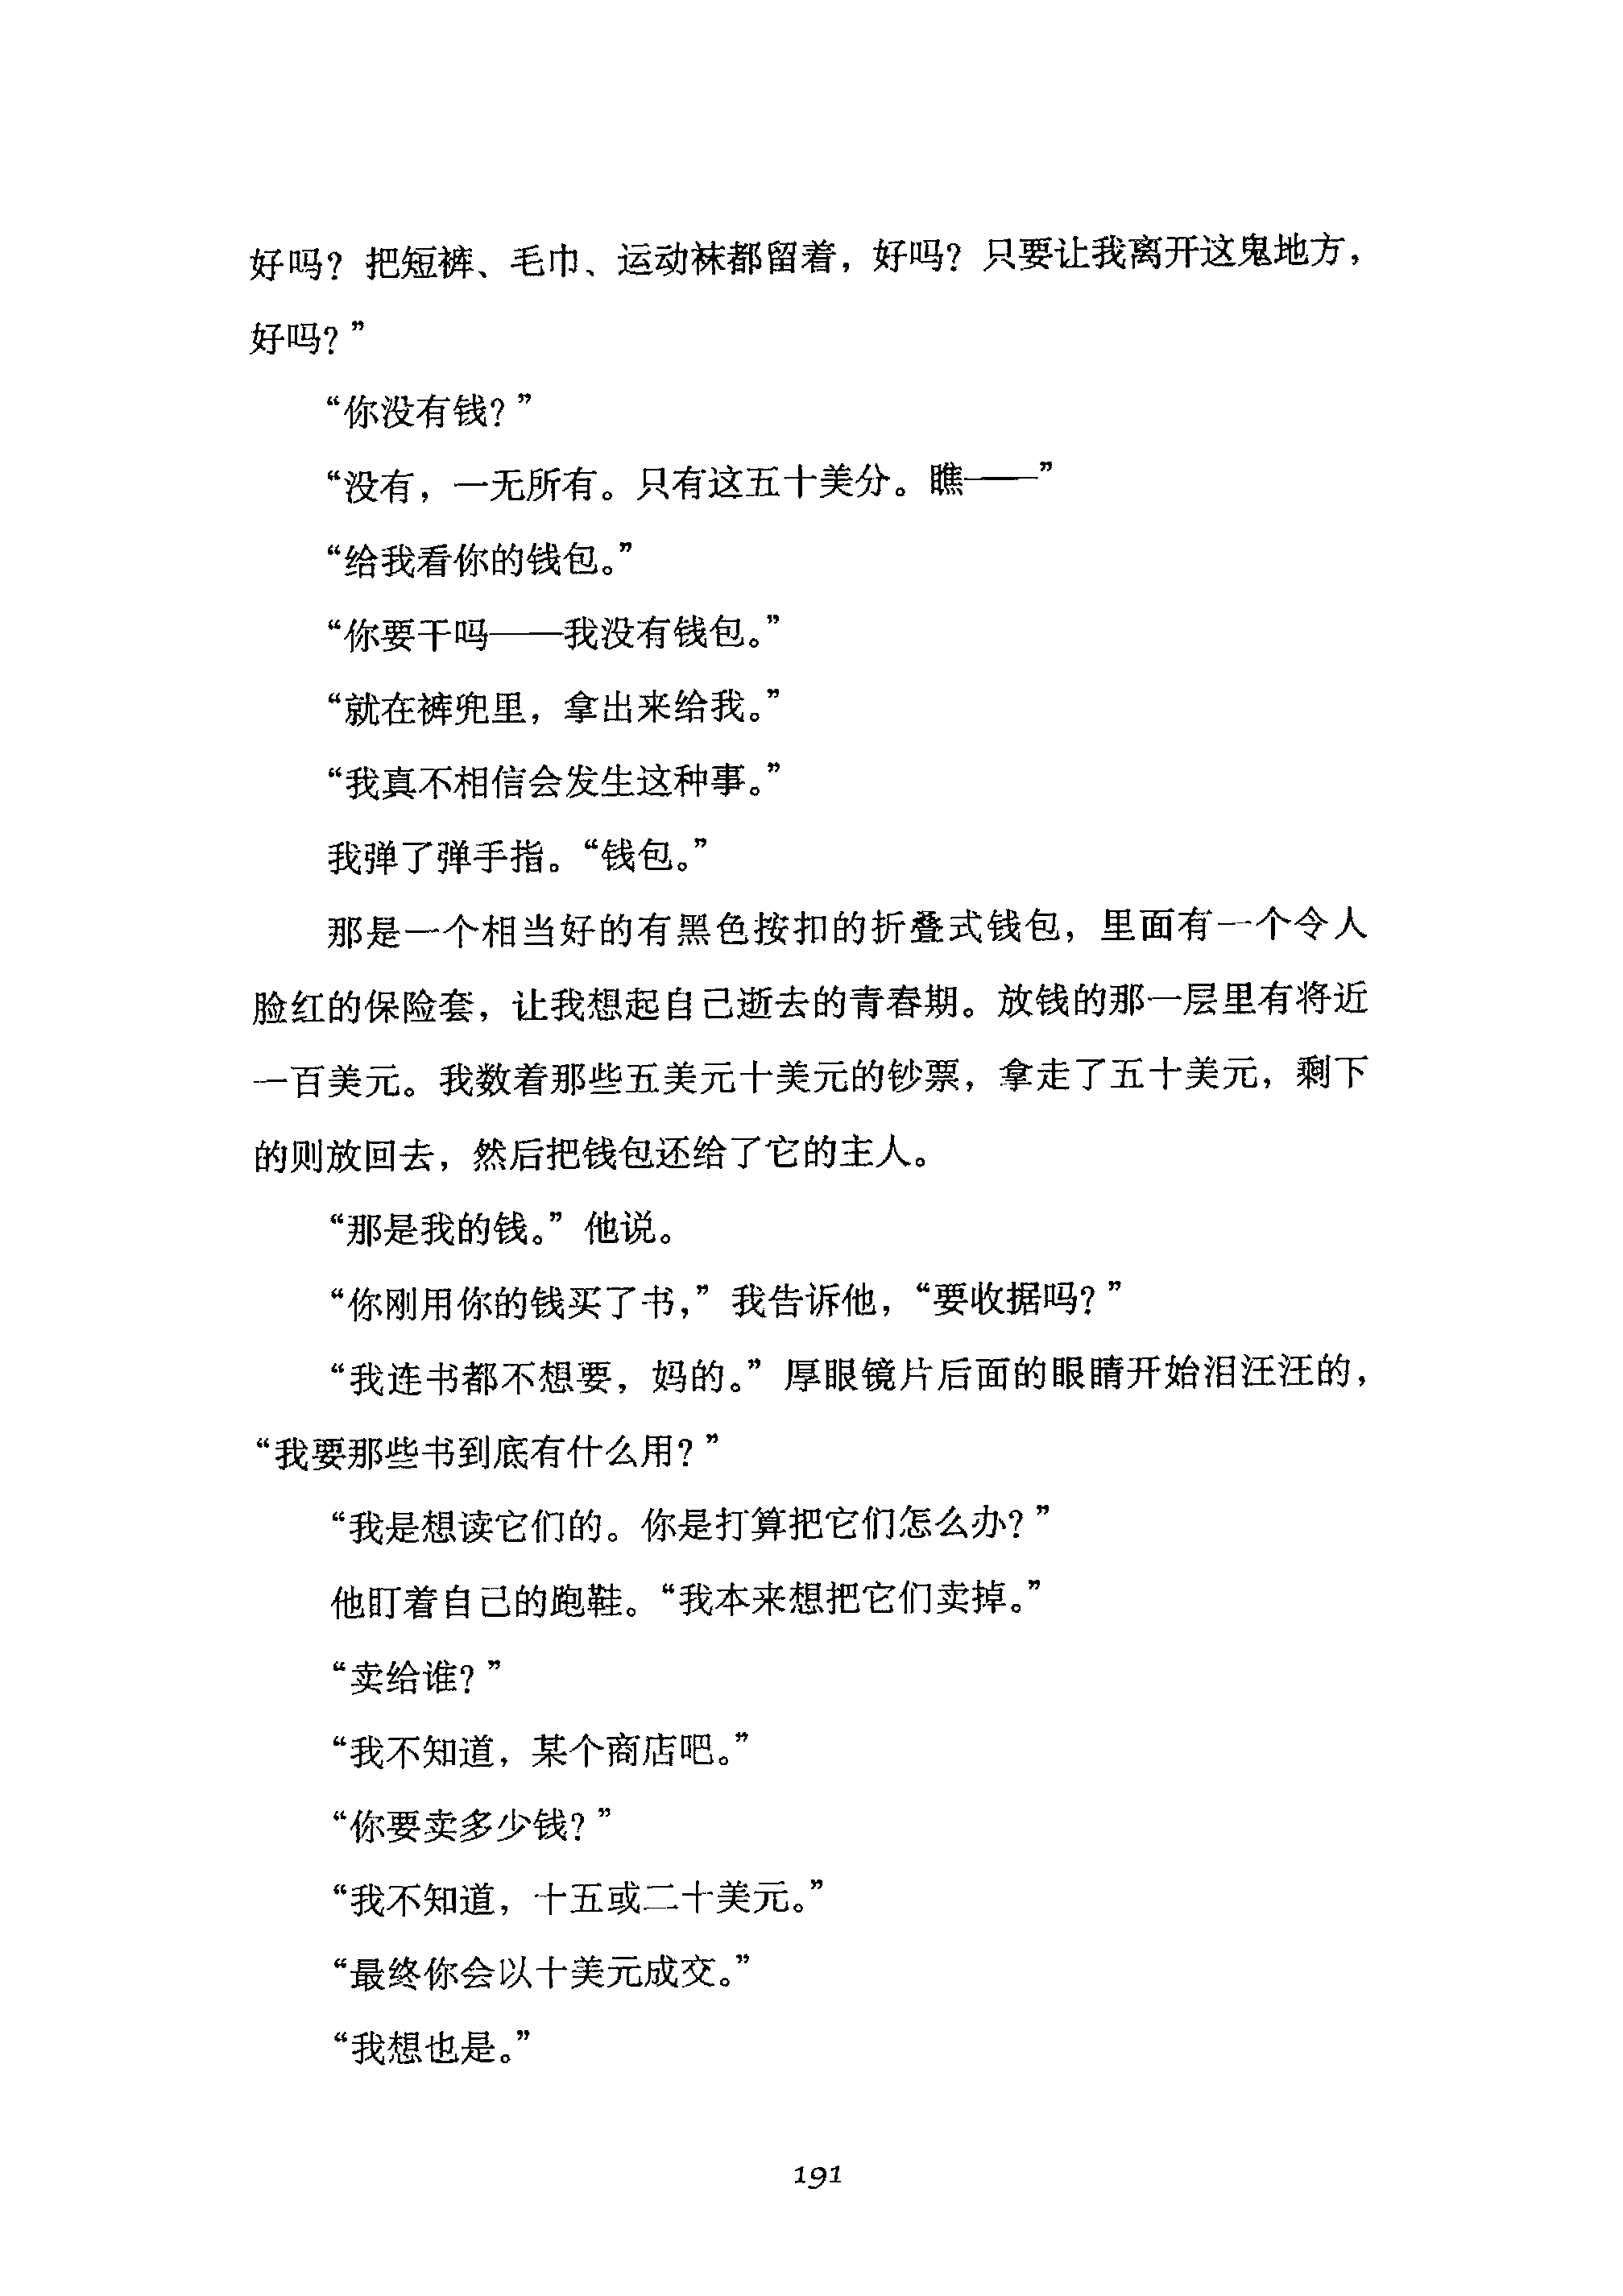 好吗？把短裤、毛巾、运动袜都留着，好吗？只要让我离开这鬼地方，
好吗？”
“你没有钱？”
“没有，一无所有。只有这五十美分。瞧——”
“给我看你的钱包。”
“你要干吗——我没有钱包。”
“就在裤兜里，拿出来给我。”
“我真不相信会发生这种事。”
我弹了弹手指。“钱包。”
那是一个相当好的有黑色按扣的折叠式钱包，里面有一个令人
脸红的保险套，让我想起自己逝去的青春期。放钱的那一层里有将近
一百美元。我数着那些五美元十美元的钞票，拿走了五十美元，剩下
的则放回去，然后把钱包还给了它的主人。
“那是我的钱。”他说。
“你刚用你的钱买了书，”我告诉他，“要收据吗？”
“我连书都不想要，妈的。”厚眼镜片后面的眼睛开始泪汪汪的，
“我要那些书到底有什么用？”
“我是想读它们的。你是打算把它们怎么办？”
他盯着自己的跑鞋。“我本来想把它们卖掉。”
“卖给谁？”
“我不知道，某个商店吧。”
“你要卖多少钱？”
“我不知道，十五或二十美元。”
“最终你会以十美元成交。”
“我想也是。”
191